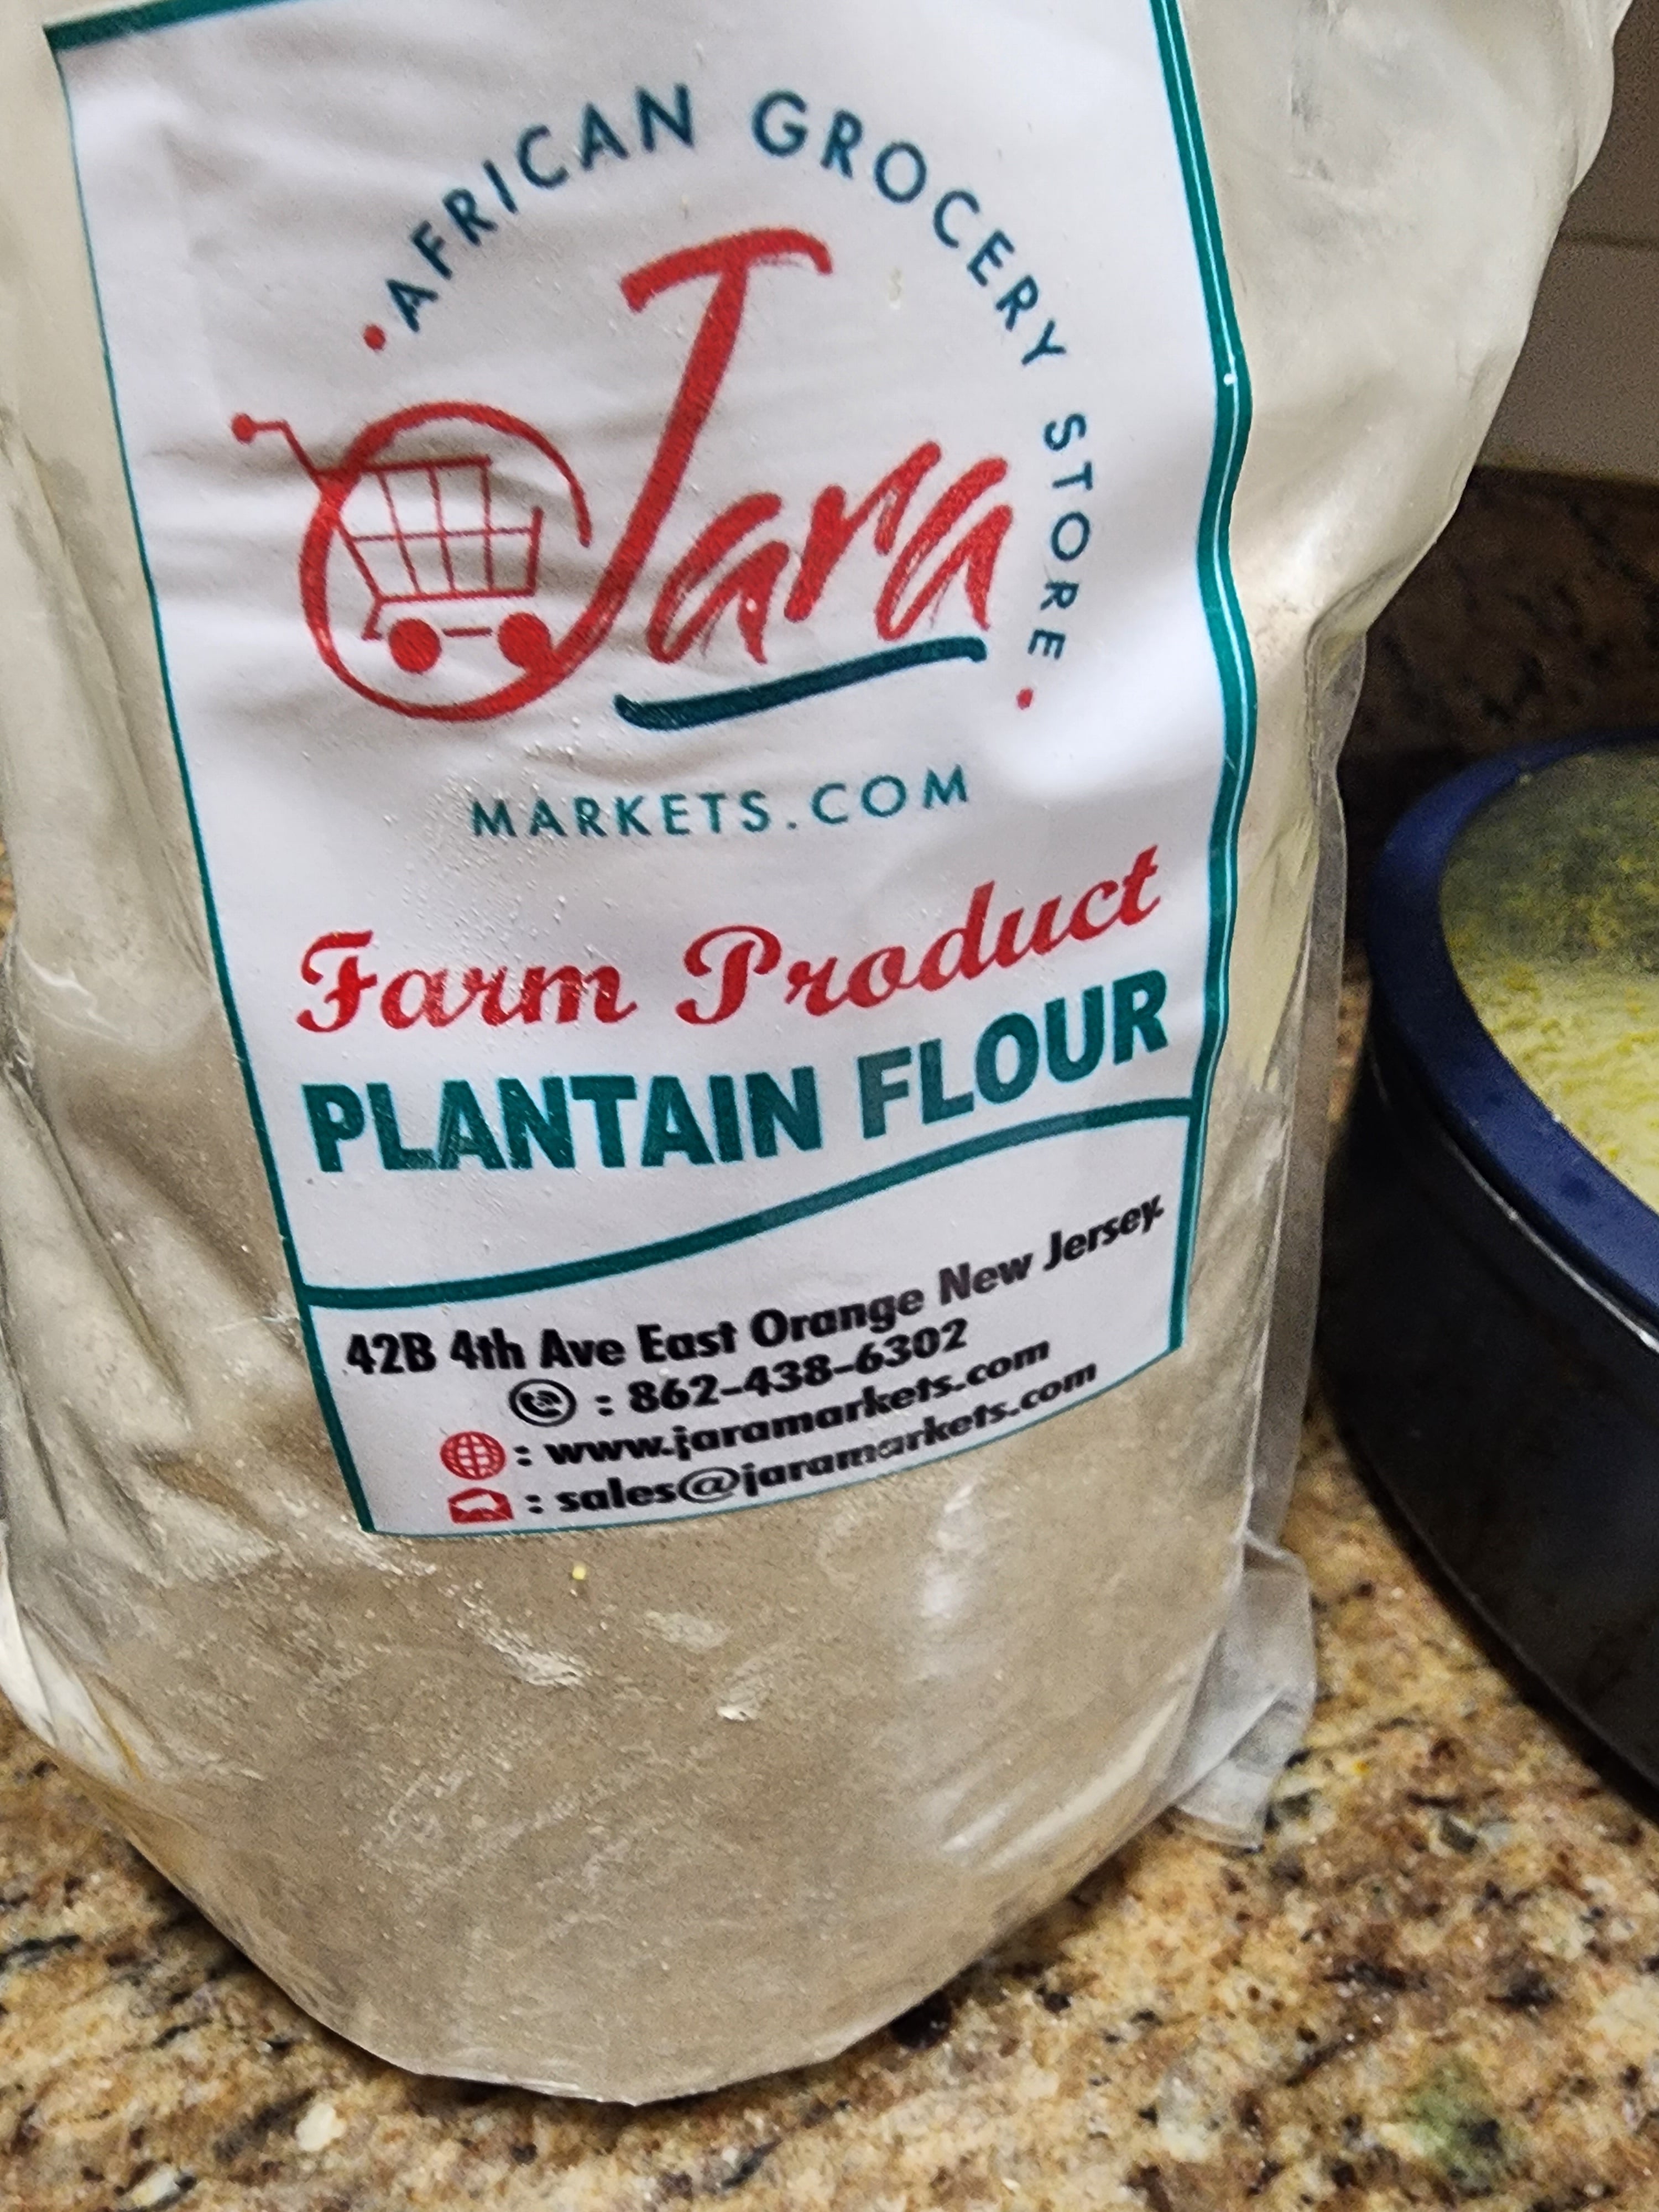 AFRICAN GROCERY STORE
Jara
MARKETS.COM
Farm Product
PLANTAIN FLOUR
42B 4th Ave East Orange New Jersey.
: 862-438-6302
: www.jaramarkets.com
: sales@jaramarkets.com